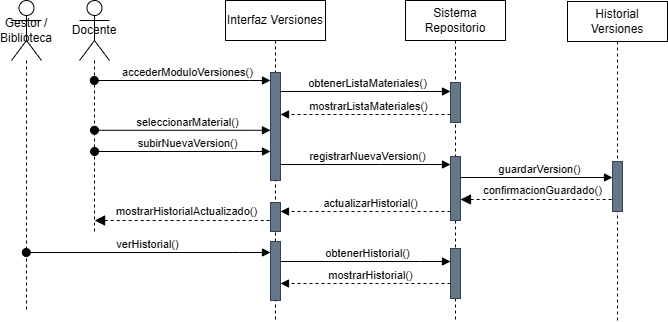 Gestor /
Biblioteca
Docente
Interfaz Versiones
Sistema
Repositorio
Historial
Versiones
accederModuloVersiones()
obtenerListaMateriales()
mostrarListaMateriales()
seleccionarMaterial()
subirNuevaVersion()
registrarNuevaVersion()
guardarVersion()
confirmacionGuardado()
actualizarHistorial()
mostrarHistorialActualizado()
verHistorial()
obtenerHistorial()
mostrarHistorial()